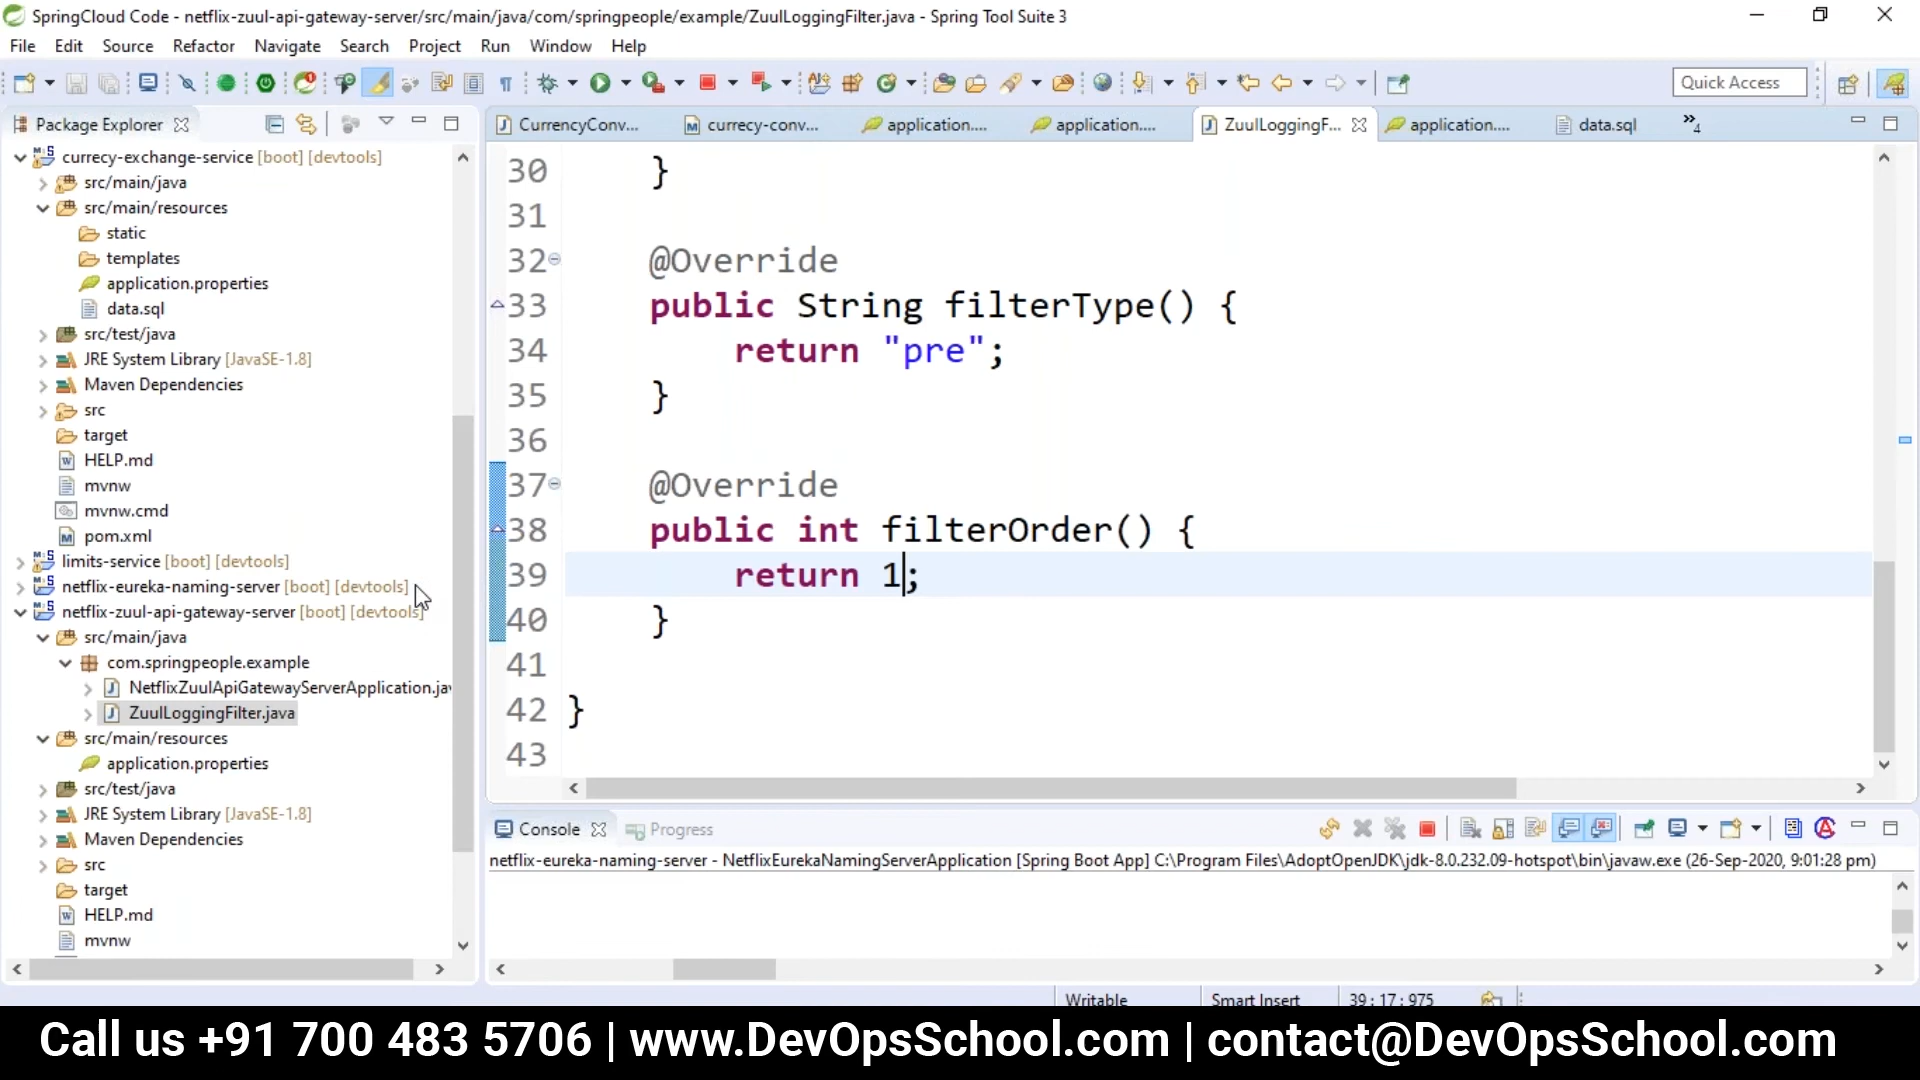 SpringCloud Code - netflix-zuul-api-gateway-server/src/main/java/com/springpeople/example/ZuulLoggingFilter.java - Spring Tool Suite 3
File Edit Source Refactor Navigate Search Project Run Window Help
Quick Access
Package Explorer
currecy-exchange-service [boot] [devtools]
src/main/java
src/main/resources
static
templates
application.properties
data.sql
src/test/java
JRE System Library [JavaSE-1.8]
Maven Dependencies
src
target
HELP.md
mvnw
mvnw.cmd
pom.xml
limits-service [boot] [devtools]
netflix-eureka-naming-server [boot] [devtools]
netflix-zuul-api-gateway-server [boot] [devtools]
src/main/java
com.springpeople.example
NetflixZuulApiGatewayServerApplication.jav
ZuulLoggingFilter.java
src/main/resources
application.properties
src/test/java
JRE System Library [JavaSE-1.8]
Maven Dependencies
src
target
HELP.md
mvnw
CurrencyConv... currecy-conv... application.... application.... ZuulLoggingF... application.... data.sql »4
30 }
31
32 @Override
33 public String filterType() {
34 return "pre";
35 }
36
37 @Override
38 public int filterOrder() {
39 return 1;
40 }
41
42 }
43
Console Progress
netflix-eureka-naming-server - NetflixEurekaNamingServerApplication [Spring Boot App] C:\Program Files\AdoptOpenJDK\jdk-8.0.232.09-hotspot\bin\javaw.exe (26-Sep-2020, 9:01:28 pm)
Writable Smart Insert 39 : 17 : 975
Call us +91 700 483 5706 | www.DevOpsSchool.com | contact@DevOpsSchool.com